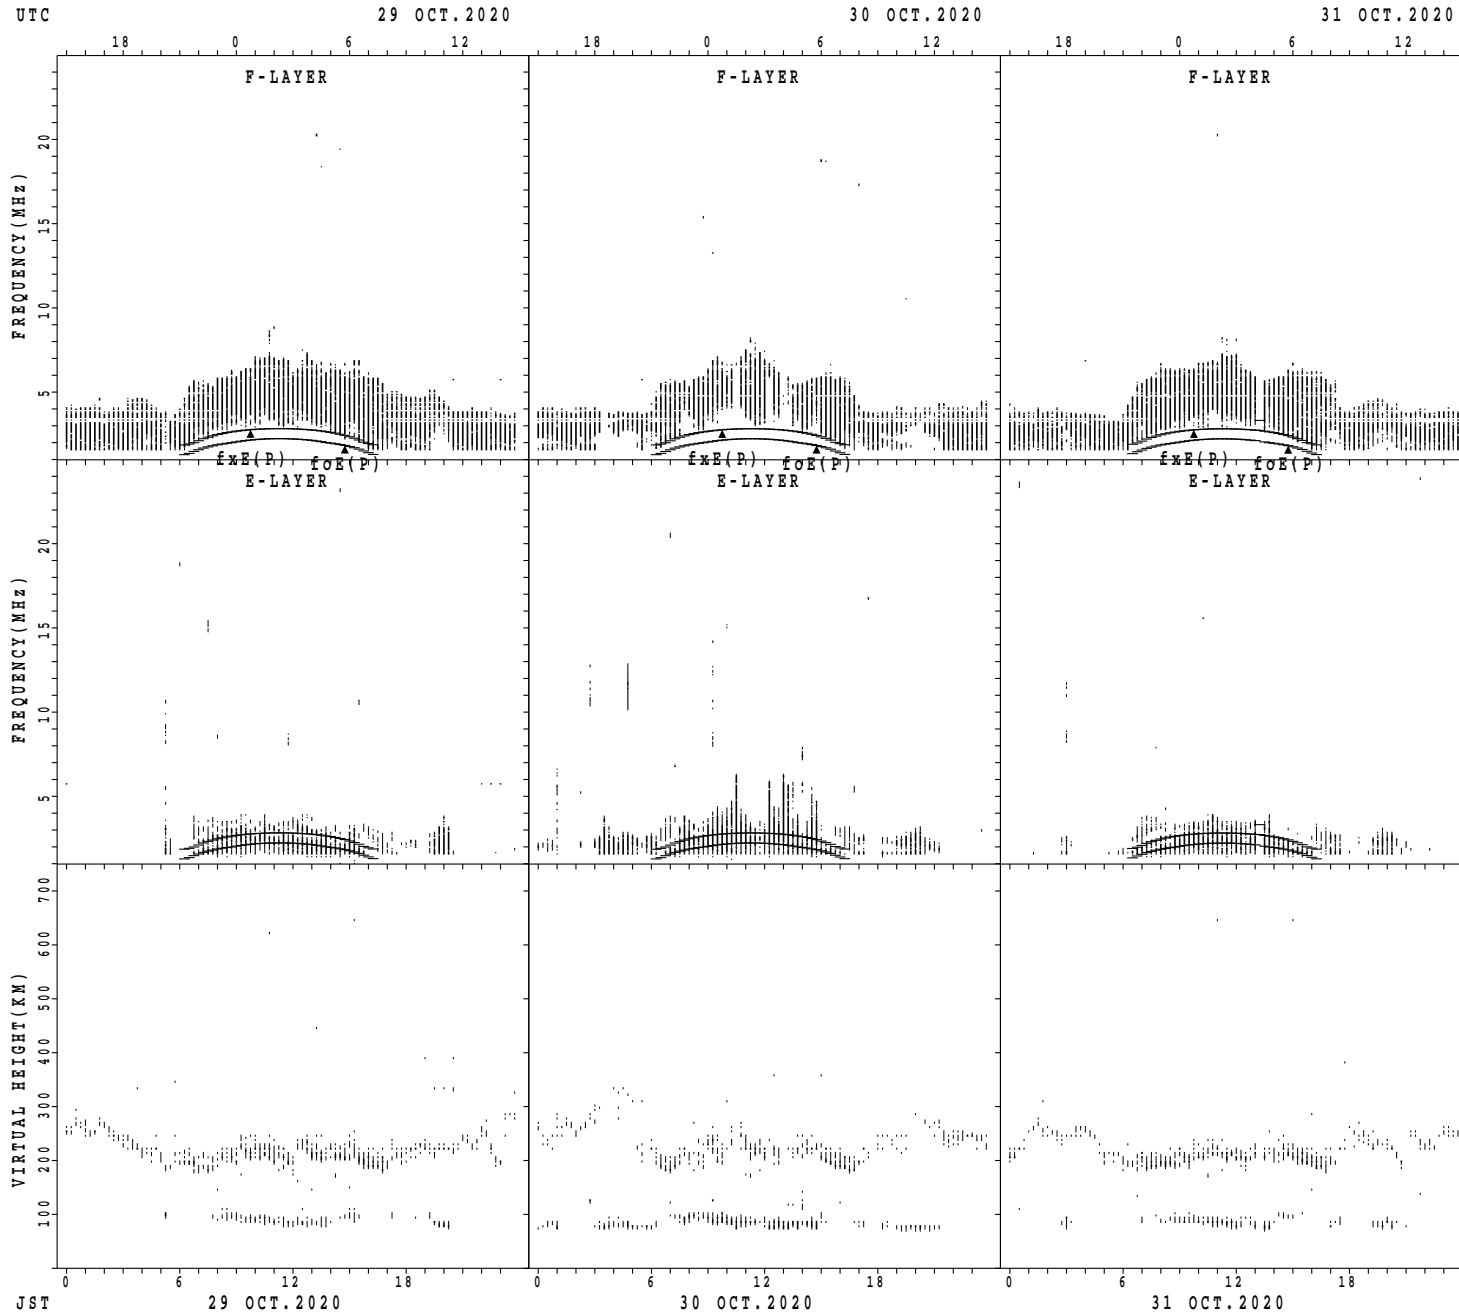 UTC 29 OCT.2020 30 OCT.2020 31 OCT.2020
18 0 6 12 18 0 6 12 18 0 6 12
F-LAYER F-LAYER F-LAYER
FREQUENCY(MHz)
20
15
10
5
fxE(P) foE(P) fxE(P) foE(P) fxE(P) foE(P)
E-LAYER E-LAYER E-LAYER
FREQUENCY(MHz)
20
15
10
5
VIRTUAL HEIGHT(KM)
700
600
500
400
300
200
100
0 6 12 18 0 6 12 18 0 6 12 18
JST 29 OCT.2020 30 OCT.2020 31 OCT.2020